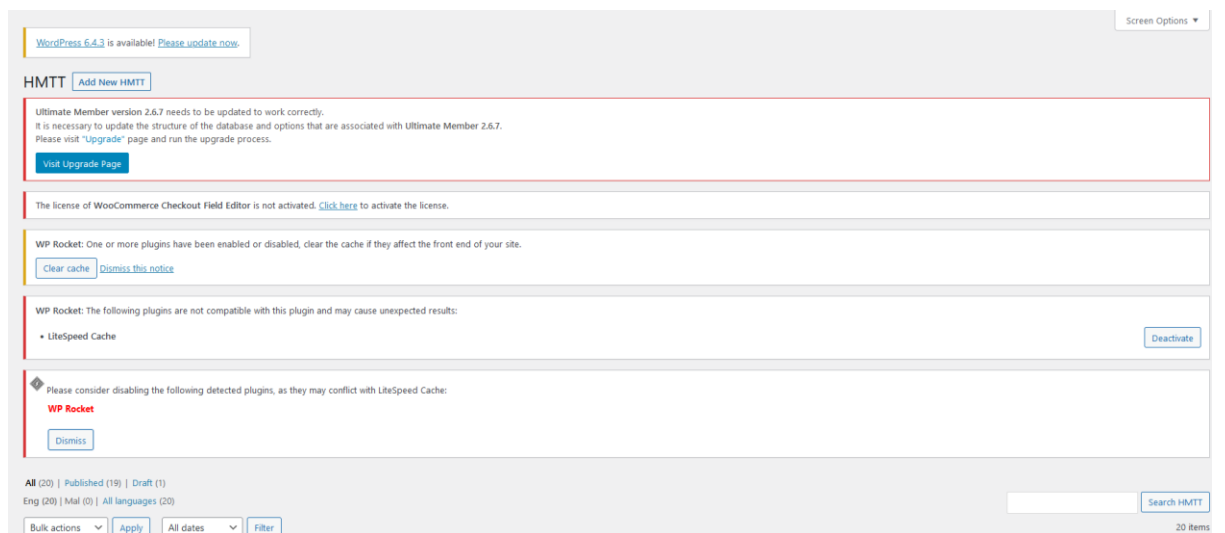 Screen Options ▼
WordPress 6.4.3 is available! Please update now.
HMTT Add New HMTT
Ultimate Member version 2.6.7 needs to be updated to work correctly.
It is necessary to update the structure of the database and options that are associated with Ultimate Member 2.6.7.
Please visit "Upgrade" page and run the upgrade process.
Visit Upgrade Page
The license of WooCommerce Checkout Field Editor is not activated. Click here to activate the license.
WP Rocket: One or more plugins have been enabled or disabled, clear the cache if they affect the front end of your site.
Clear cache Dismiss this notice
WP Rocket: The following plugins are not compatible with this plugin and may cause unexpected results:
• LiteSpeed Cache Deactivate
Please consider disabling the following detected plugins, as they may conflict with LiteSpeed Cache:
WP Rocket
Dismiss
All (20) | Published (19) | Draft (1)
Eng (20) | Mal (0) | All languages (20)
Search HMTT
Bulk actions Apply All dates Filter 20 items